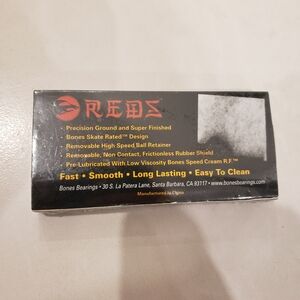 REDS
• Precision Ground and Super Finished
• Bones Skate Rated™ Design
• Removable High Speed Ball Retainer
• Removable, Non Contact, Frictionless Rubber Shield
• Pre-Lubricated With Low Viscosity Bones Speed Cream R.F.™
Fast • Smooth • Long Lasting • Easy To Clean
Bones Bearings • 30 S. La Patera Lane, Santa Barbara, CA 93117 • www.bonesbearings.com
Manufactured in China